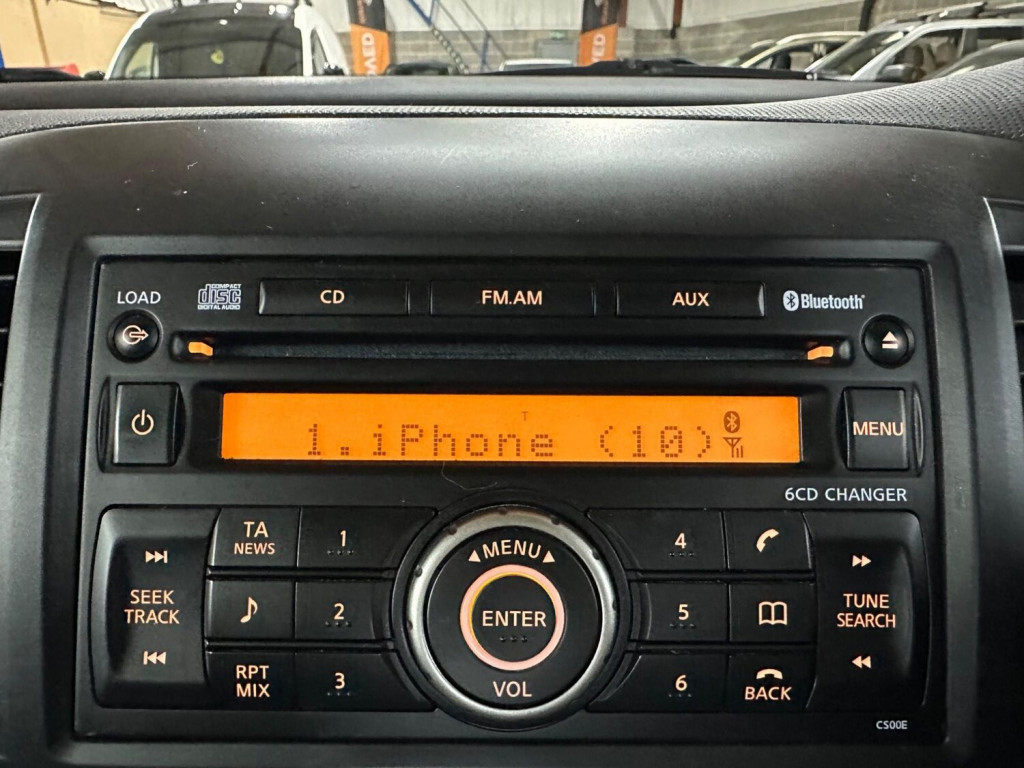 LOAD
COMPACT
disc
DIGITAL AUDIO
CD
FM.AM
AUX
Bluetooth
T
1.iPhone (10)
MENU
6CD CHANGER
TA
NEWS
1
MENU
4
SEEK
TRACK
2
ENTER
5
TUNE
SEARCH
RPT
MIX
3
VOL
6
BACK
CS00E